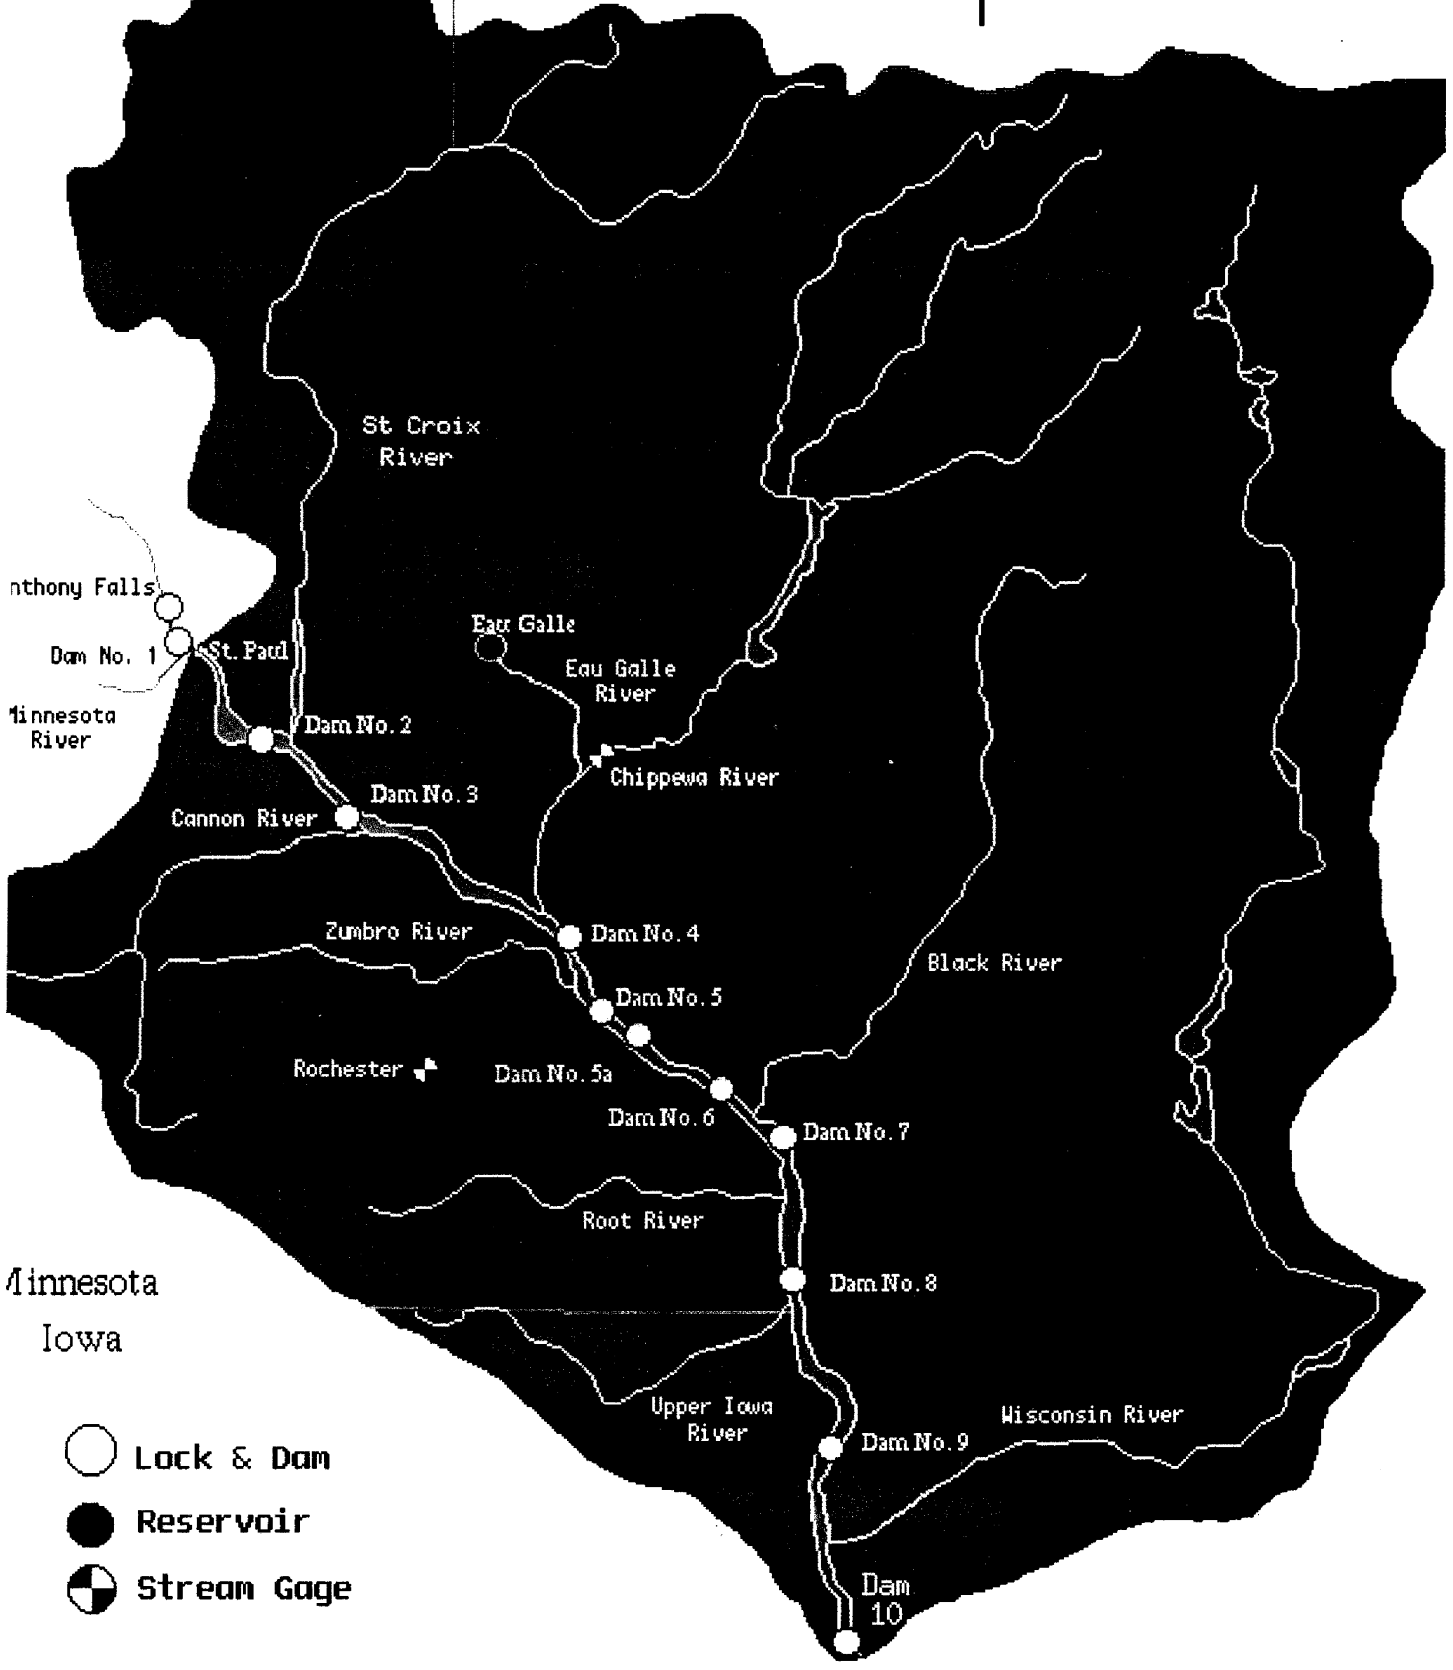 St Croix
River
nthony Falls
Eau Galle
Dam No. 1
St. Paul
Eau Galle
River
Minnesota
River
Dam No. 2
Chippewa River
Dam No. 3
Cannon River
Zumbro River
Dam No. 4
Black River
Dam No. 5
Rochester
Dam No. 5a
Dam No. 6
Dam No. 7
Root River
Minnesota
Dam No. 8
Iowa
Upper Iowa
River
Wisconsin River
Dam No. 9
Lock & Dam
Reservoir
Stream Gage
Dam
10